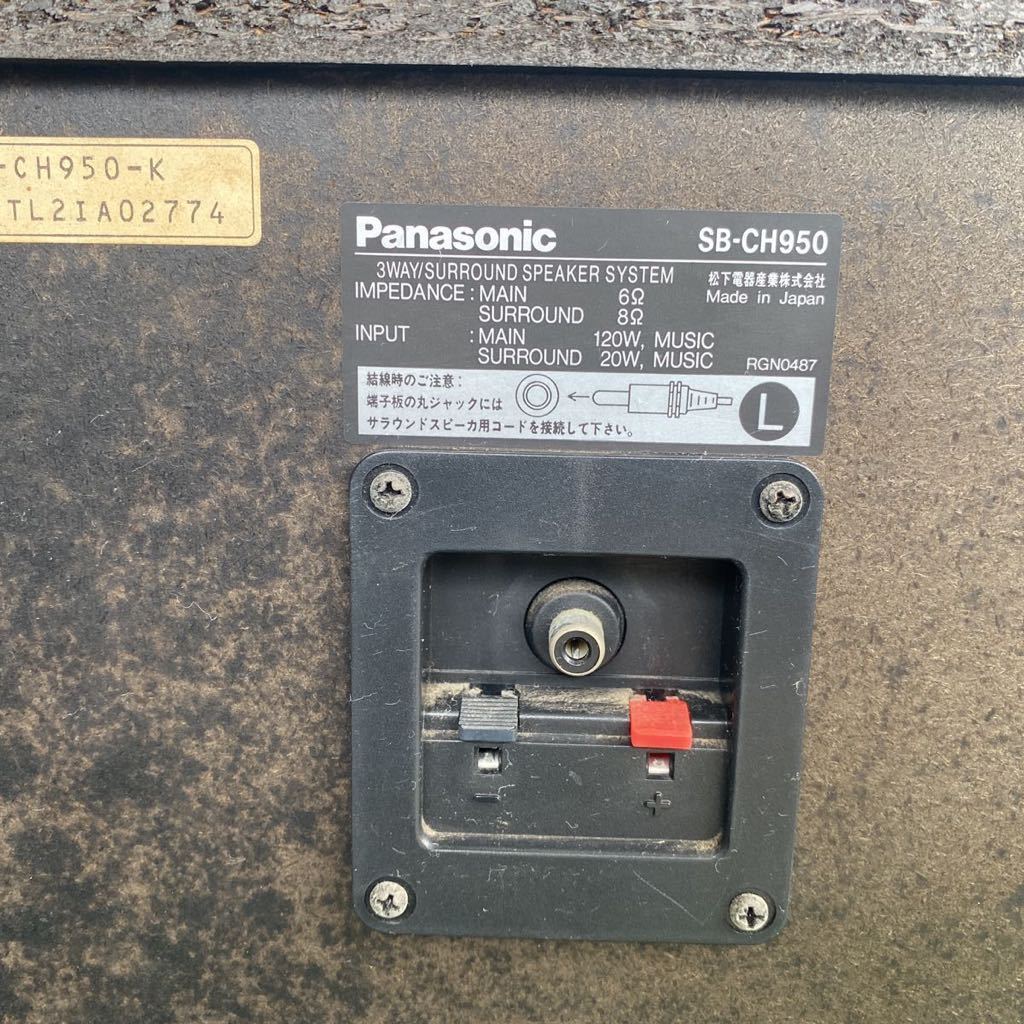 -CH950-K
TL2IA02774
Panasonic SB-CH950
3WAY/SURROUND SPEAKER SYSTEM 松下電器産業株式会社
IMPEDANCE : MAIN 6Ω Made in Japan
SURROUND 8Ω
INPUT : MAIN 120W, MUSIC
SURROUND 20W, MUSIC RGN0487
結線時のご注意:
端子板の丸ジャックには
サラウンドスピーカ用コードを接続して下さい。
L
− +